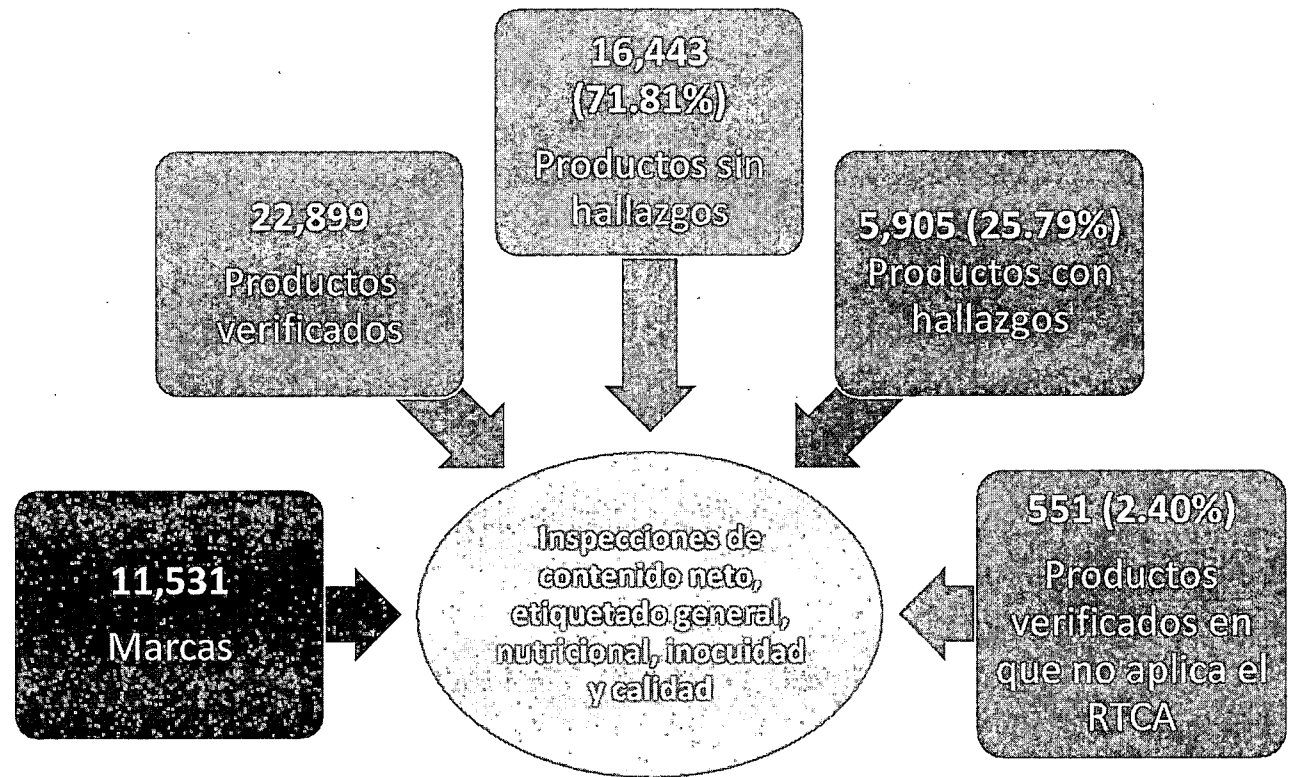 11,531
Marcas
22,899
Productos
verificados
16,443
(71.81%)
Productos sin
hallazgos
5,905 (25.79%)
Productos con
hallazgos
551 (2.40%)
Productos
verificados en
que no aplica el
RTCA
Inspecciones de
contenido neto,
etiquetado general,
nutricional, inocuidad
y calidad